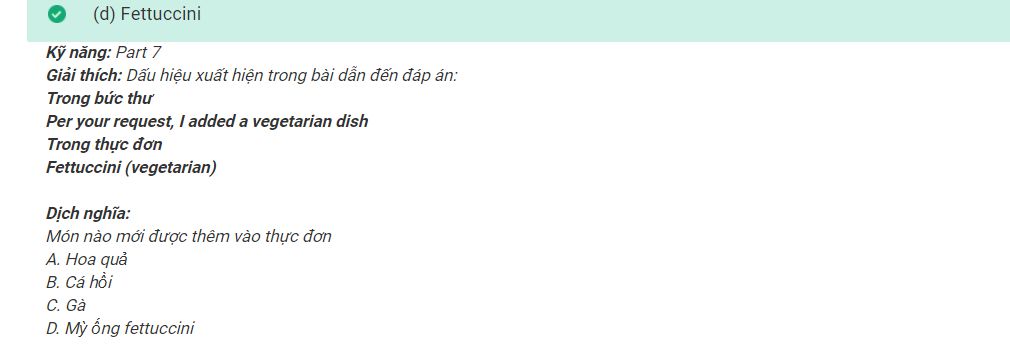 (d) Fettuccini
Kỹ năng: Part 7
Giải thích: Dấu hiệu xuất hiện trong bài dẫn đến đáp án:
Trong bức thư
Per your request, I added a vegetarian dish
Trong thực đơn
Fettuccini (vegetarian)
Dịch nghĩa:
Món nào mới được thêm vào thực đơn
A. Hoa quả
B. Cá hồi
C. Gà
D. Mỳ ống fettuccini